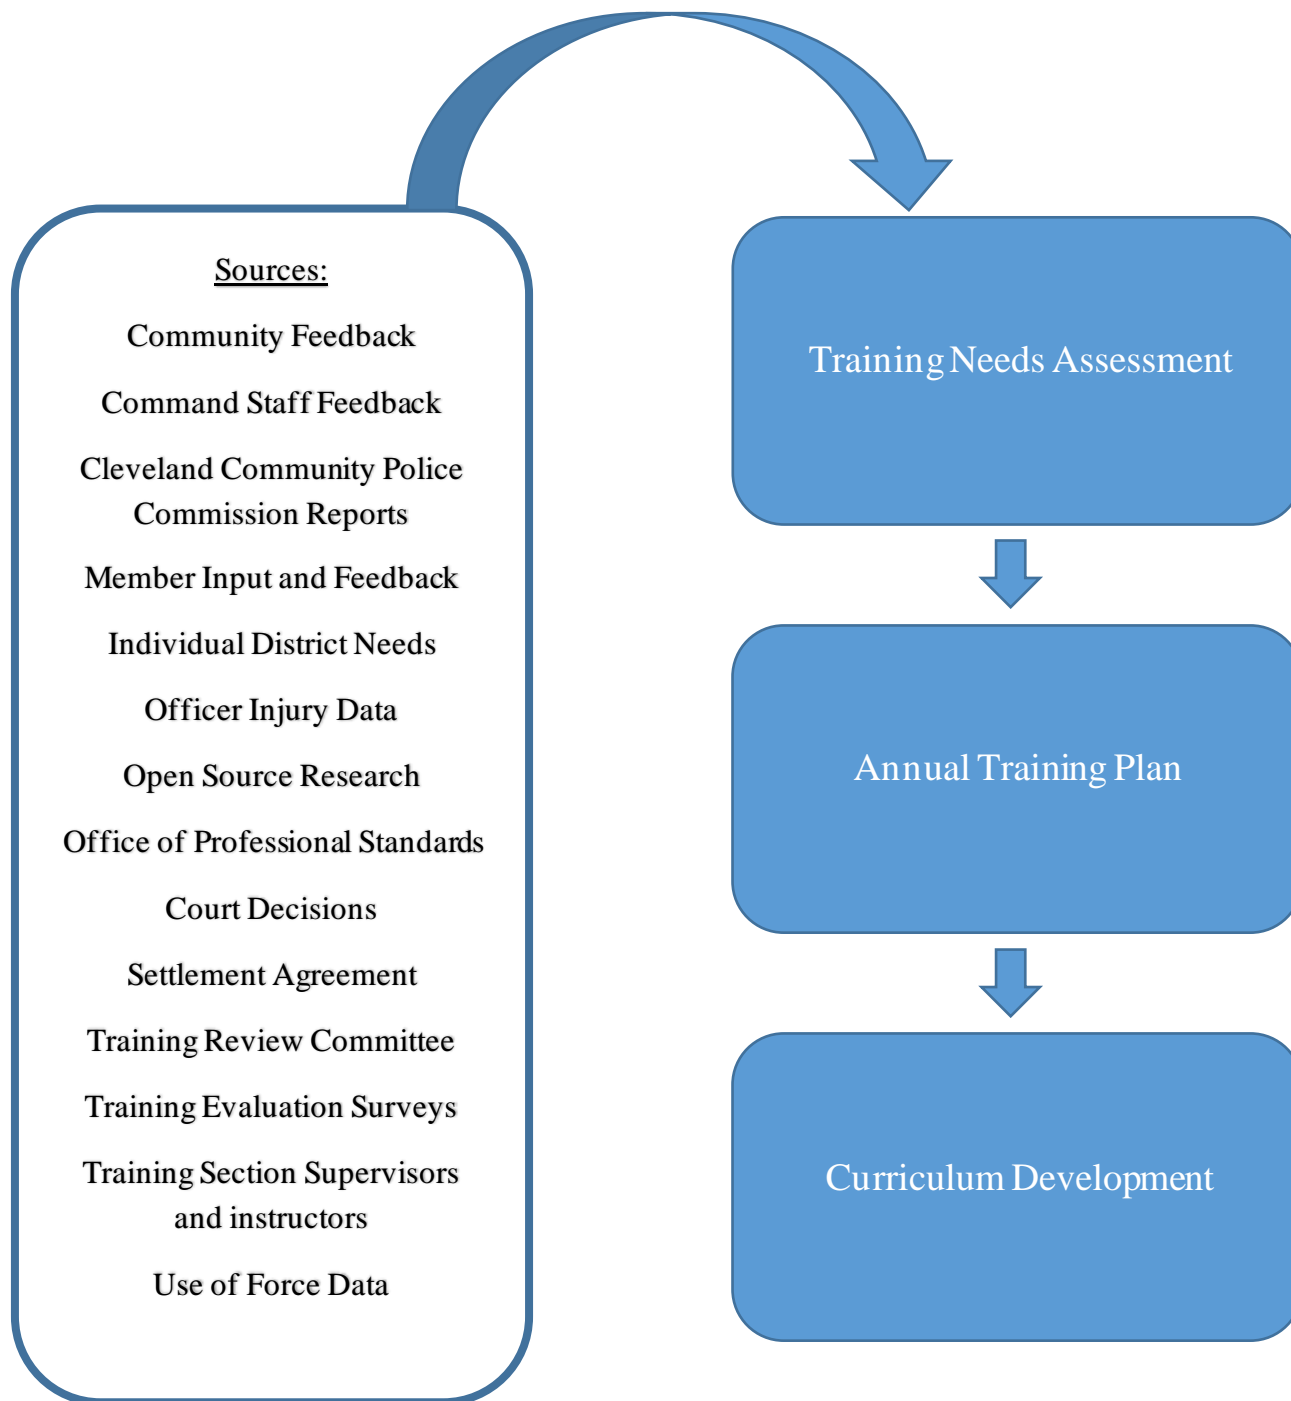 Sources:
Community Feedback
Command Staff Feedback
Cleveland Community Police
Commission Reports
Member Input and Feedback
Individual District Needs
Officer Injury Data
Open Source Research
Office of Professional Standards
Court Decisions
Settlement Agreement
Training Review Committee
Training Evaluation Surveys
Training Section Supervisors
and instructors
Use of Force Data
Training Needs Assessment
Annual Training Plan
Curriculum Development